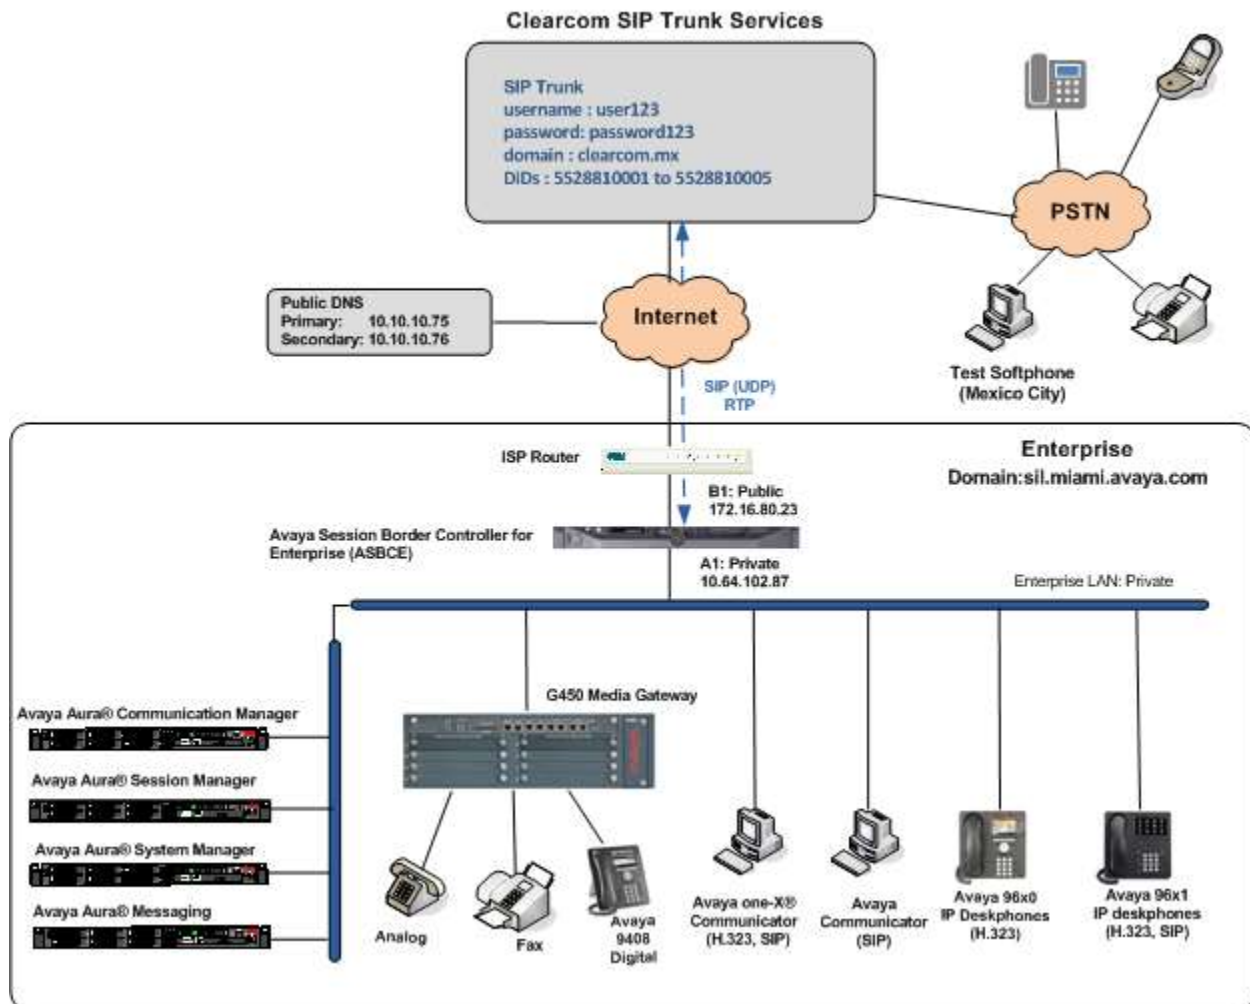 Clearcom SIP Trunk Services
SIP Trunk
username : user123
password: password123
domain : clearcom.mx
DIDs : 5528810001 to 5528810005
PSTN
Public DNS
Primary: 10.10.10.75
Secondary: 10.10.10.76
Internet
Test Softphone
(Mexico City)
SIP (UDP)
RTP
Enterprise
Domain:sil.miami.avaya.com
ISP Router
B1: Public
172.16.80.23
Avaya Session Border Controller for
Enterprise (ASBCE)
A1: Private
10.64.102.87
Enterprise LAN: Private
G450 Media Gateway
Avaya Aura® Communication Manager
Avaya Aura® Session Manager
Avaya Aura® System Manager
Avaya Aura® Messaging
Analog
Fax
Avaya
9408
Digital
Avaya one-X®
Communicator
(H.323, SIP)
Avaya
Communicator
(SIP)
Avaya 96x0
IP Deskphones
(H.323)
Avaya 96x1
IP deskphones
(H.323, SIP)